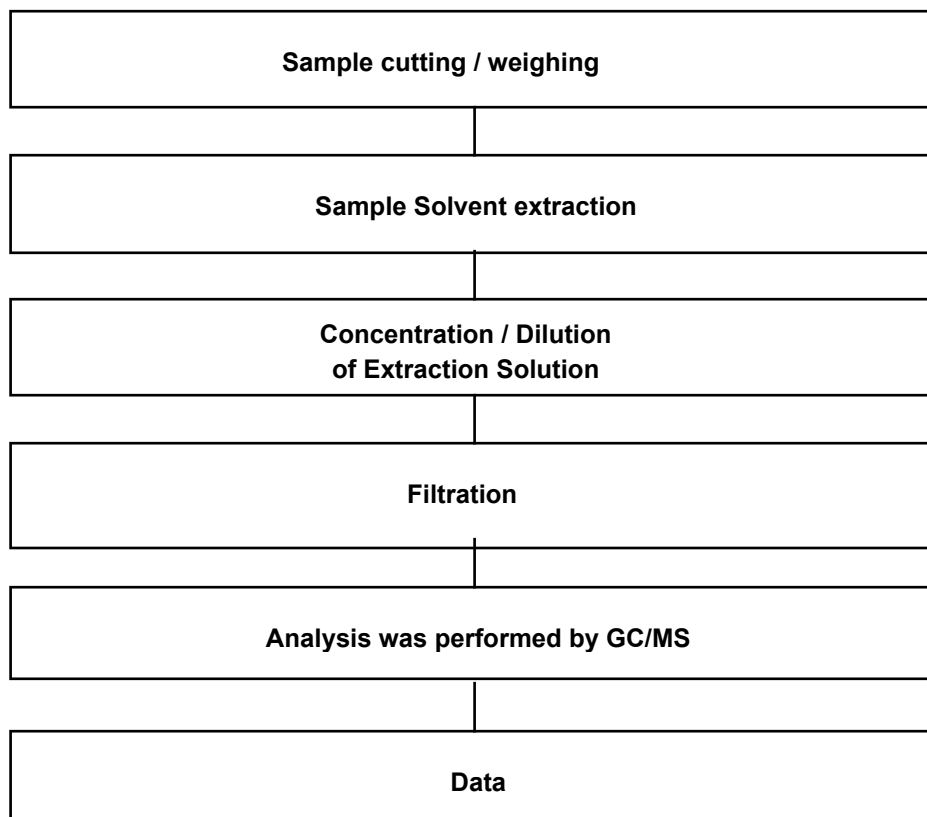 Sample cutting / weighing
Sample Solvent extraction
Concentration / Dilution
of Extraction Solution
Filtration
Analysis was performed by GC/MS
Data